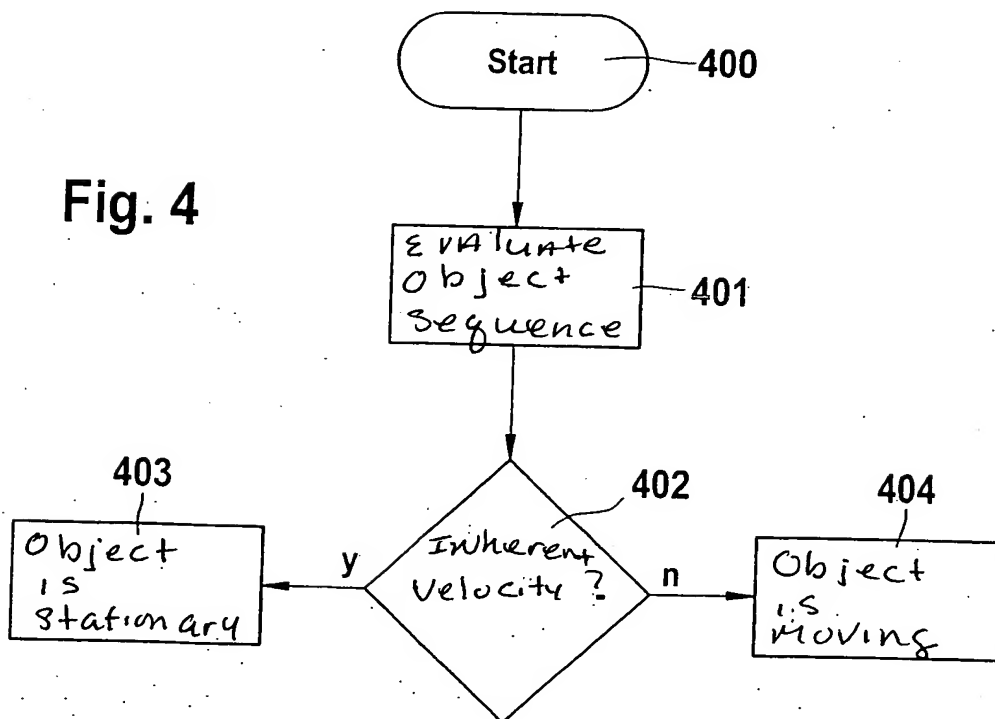 Start
400
Fig. 4
Evaluate
Object
Sequence
401
403
402
404
Object
is
Stationary
y
Inherent
Velocity ?
n
Object
is
Moving